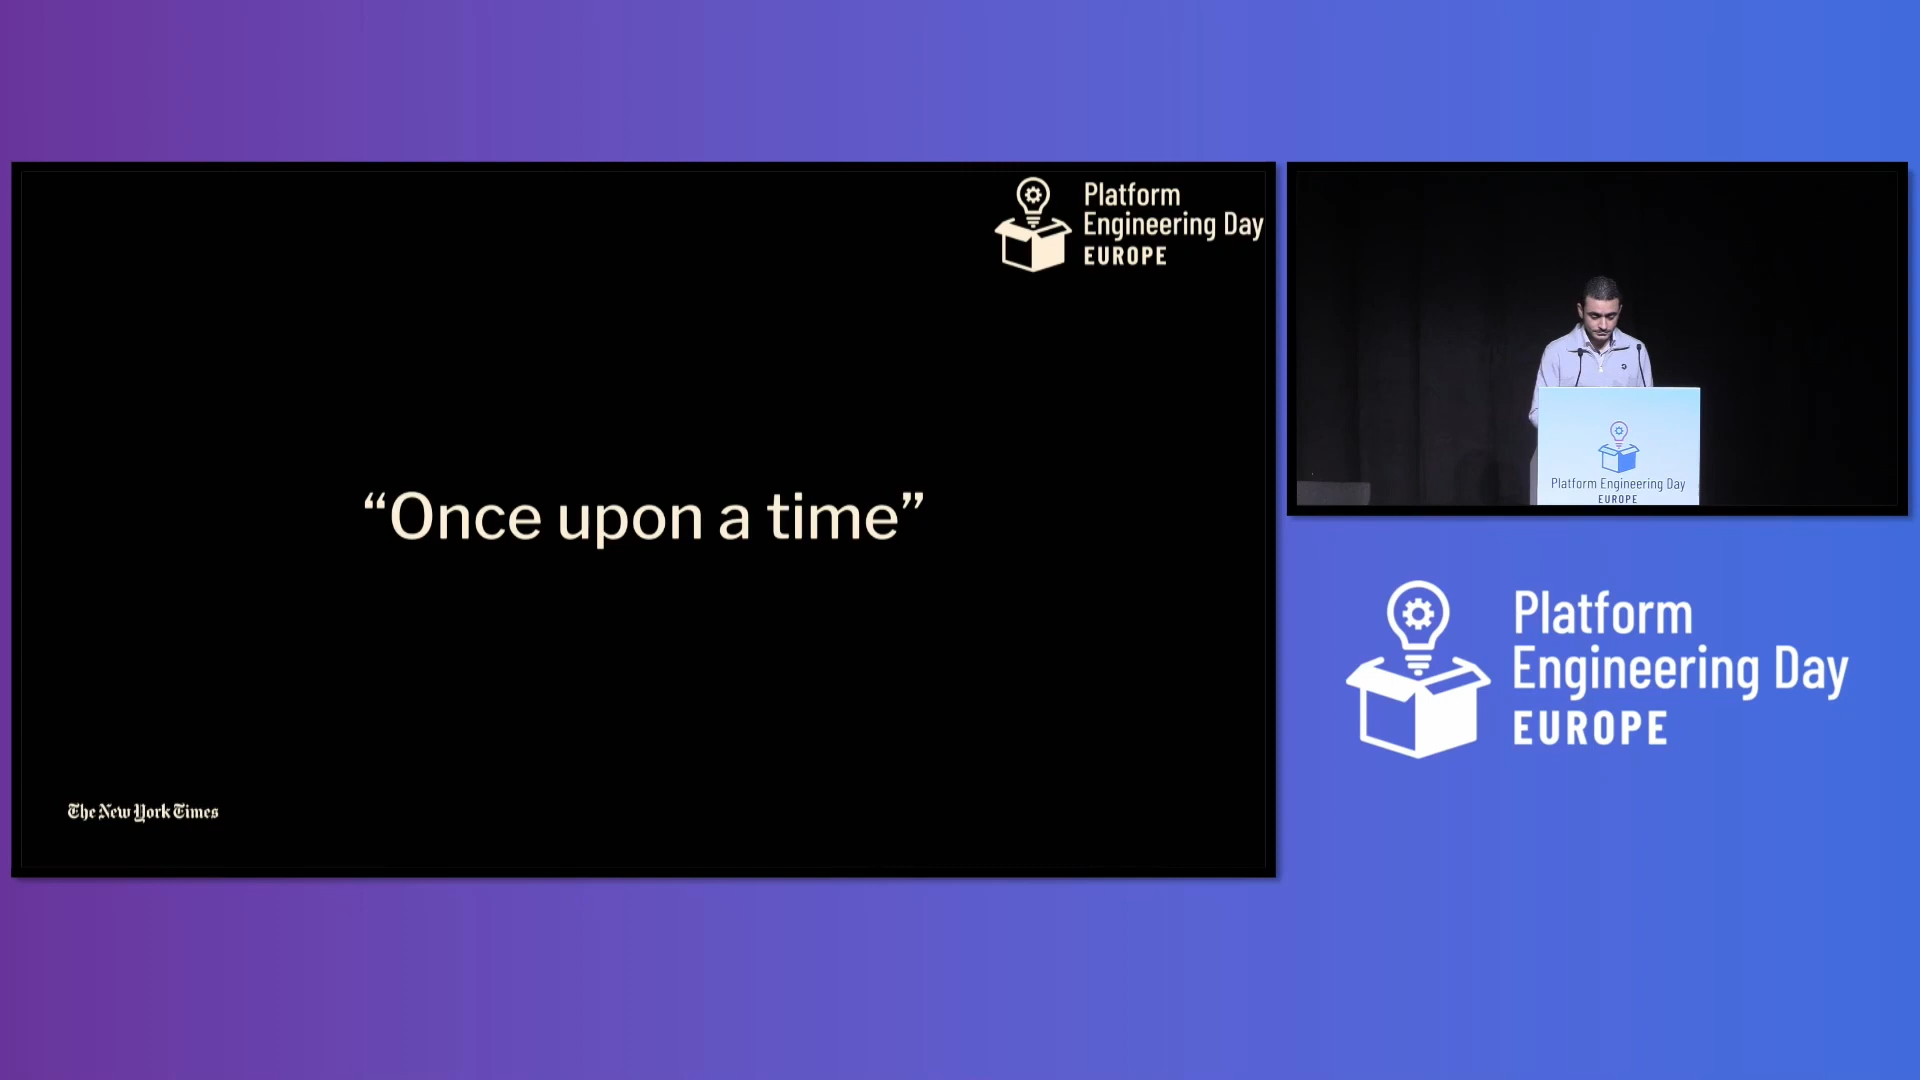 Platform
Engineering Day
EUROPE
“Once upon a time”
The New York Times
Platform Engineering Day
EUROPE
Platform
Engineering Day
EUROPE